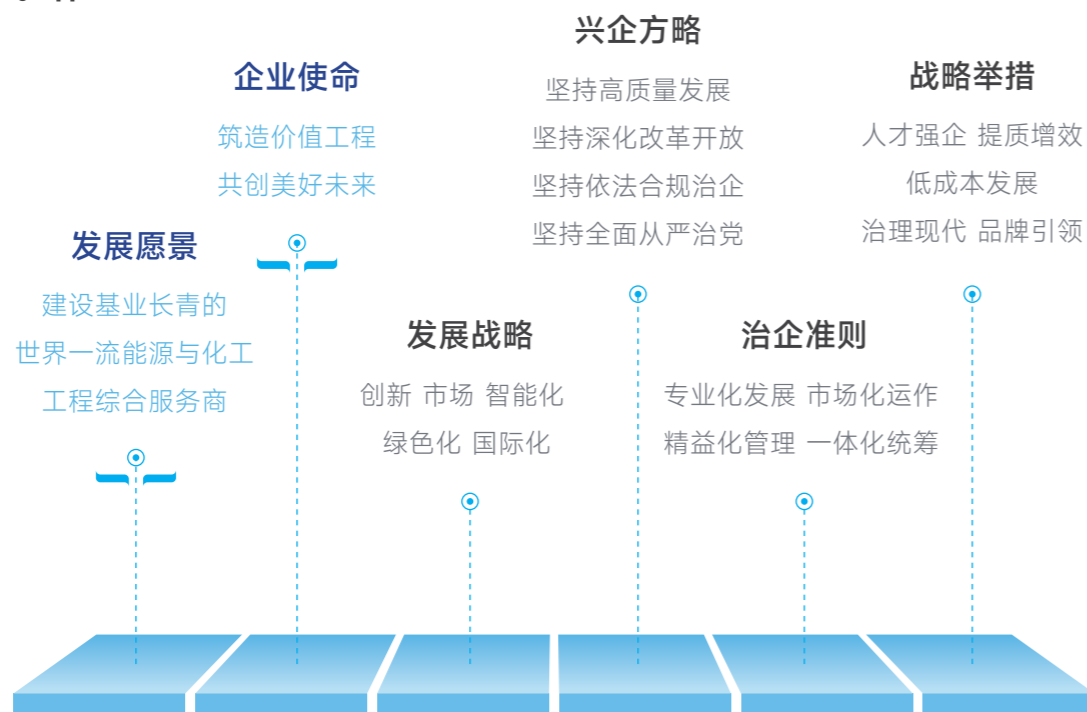 发展愿景
建设基业长青的
世界一流能源与化工
工程综合服务商
企业使命
筑造价值工程
共创美好未来
发展战略
创新 市场 智能化
绿色化 国际化
兴企方略
坚持高质量发展
坚持深化改革开放
坚持依法合规治企
坚持全面从严治党
治企准则
专业化发展 市场化运作
精益化管理 一体化统筹
战略举措
人才强企 提质增效
低成本发展
治理现代 品牌引领